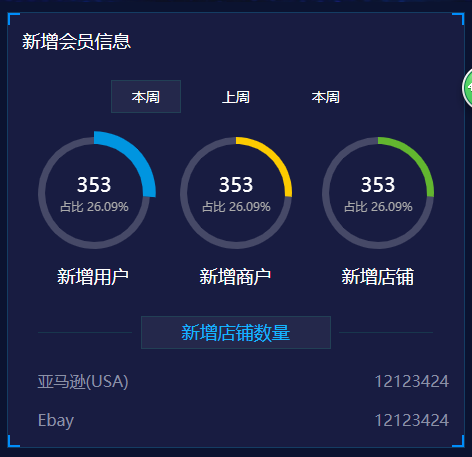 新增会员信息
本周 上周 本周
353 353 353
占比 26.09% 占比 26.09% 占比 26.09%
新增用户 新增商户 新增店铺
新增店铺数量
亚马逊(USA) 12123424
Ebay 12123424